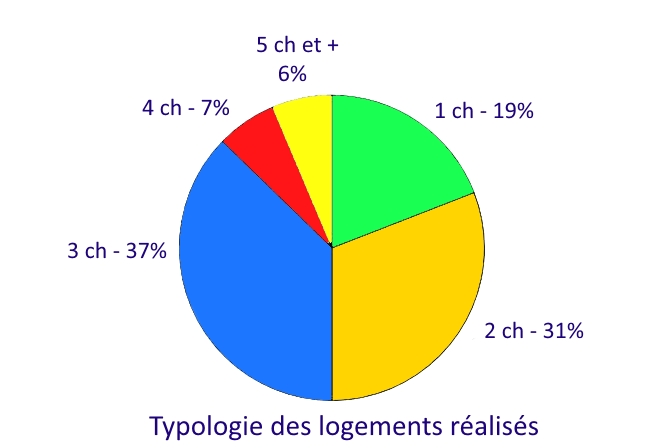 5 ch et +
6%
4 ch - 7%
1 ch - 19%
3 ch - 37%
2 ch - 31%
Typologie des logements réalisés